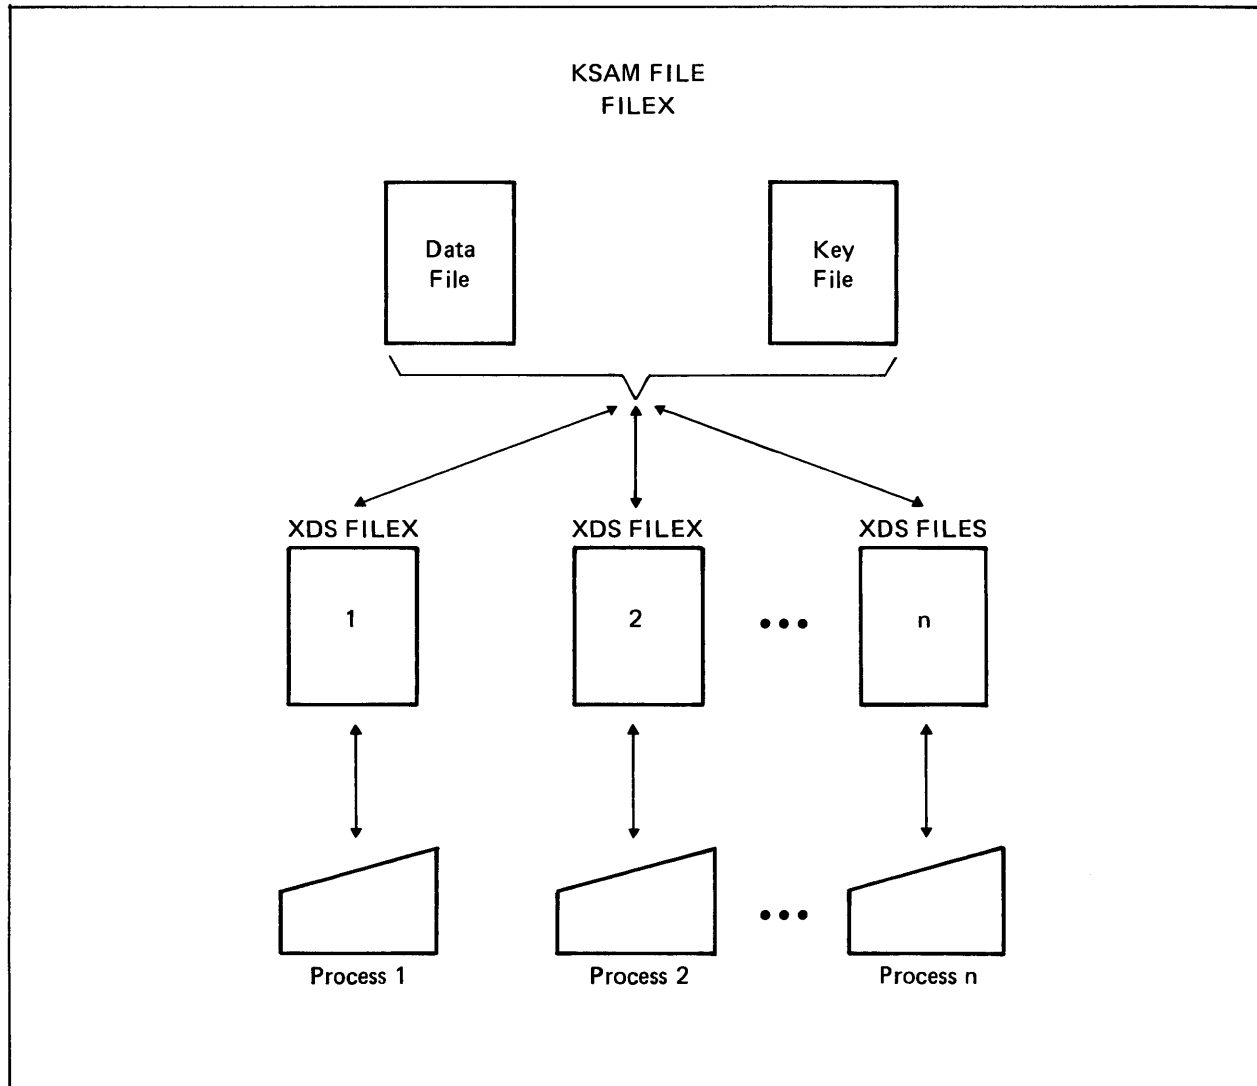 KSAM FILE
FILEX
Data
File
Key
File
XDS FILEX
XDS FILEX
XDS FILES
1
2
n
Process 1
Process 2
Process n